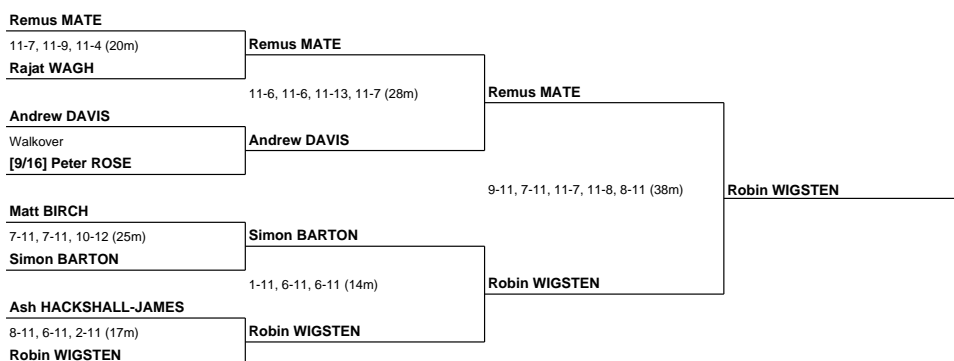 Remus MATE
11-7, 11-9, 11-4 (20m)
Rajat WAGH
Andrew DAVIS
Walkover
[9/16] Peter ROSE
Matt BIRCH
7-11, 7-11, 10-12 (25m)
Simon BARTON
Ash HACKSHALL-JAMES
8-11, 6-11, 2-11 (17m)
Robin WIGSTEN
Remus MATE
11-6, 11-6, 11-13, 11-7 (28m)
Andrew DAVIS
Simon BARTON
1-11, 6-11, 6-11 (14m)
Robin WIGSTEN
Remus MATE
9-11, 7-11, 11-7, 11-8, 8-11 (38m)
Robin WIGSTEN
Robin WIGSTEN